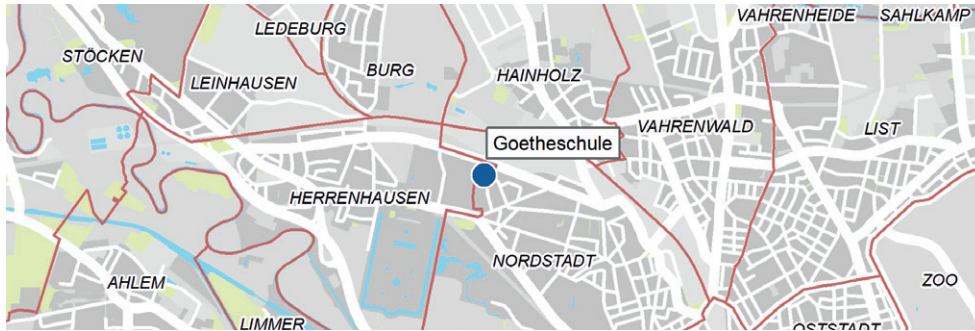 VAHRENHEIDE
SAHLKAMP
LEDEBURG
STÖCKEN
BURG
HAINHOLZ
LEINHAUSEN
VAHRENWALD
LIST
Goetheschule
HERRENHAUSEN
NORDSTADT
AHLEM
ZOO
LIMMER
OSTSTADT